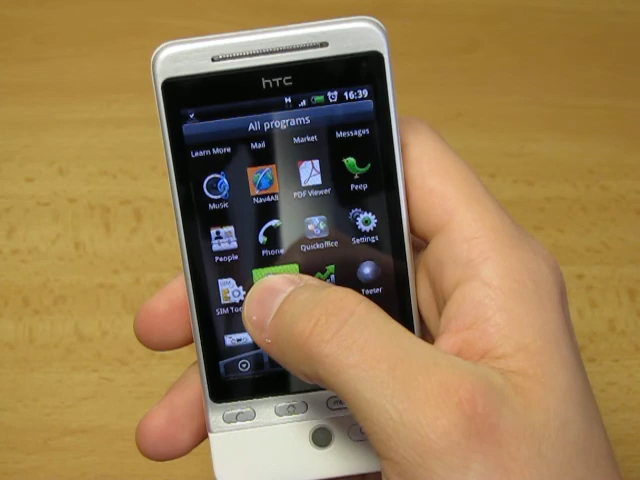 hTC
H 16:39
All programs
Learn More Mail Market Messages
Music Nav4All PDF Viewer Peep
People Phone Quickoffice Settings
SIM Teeter